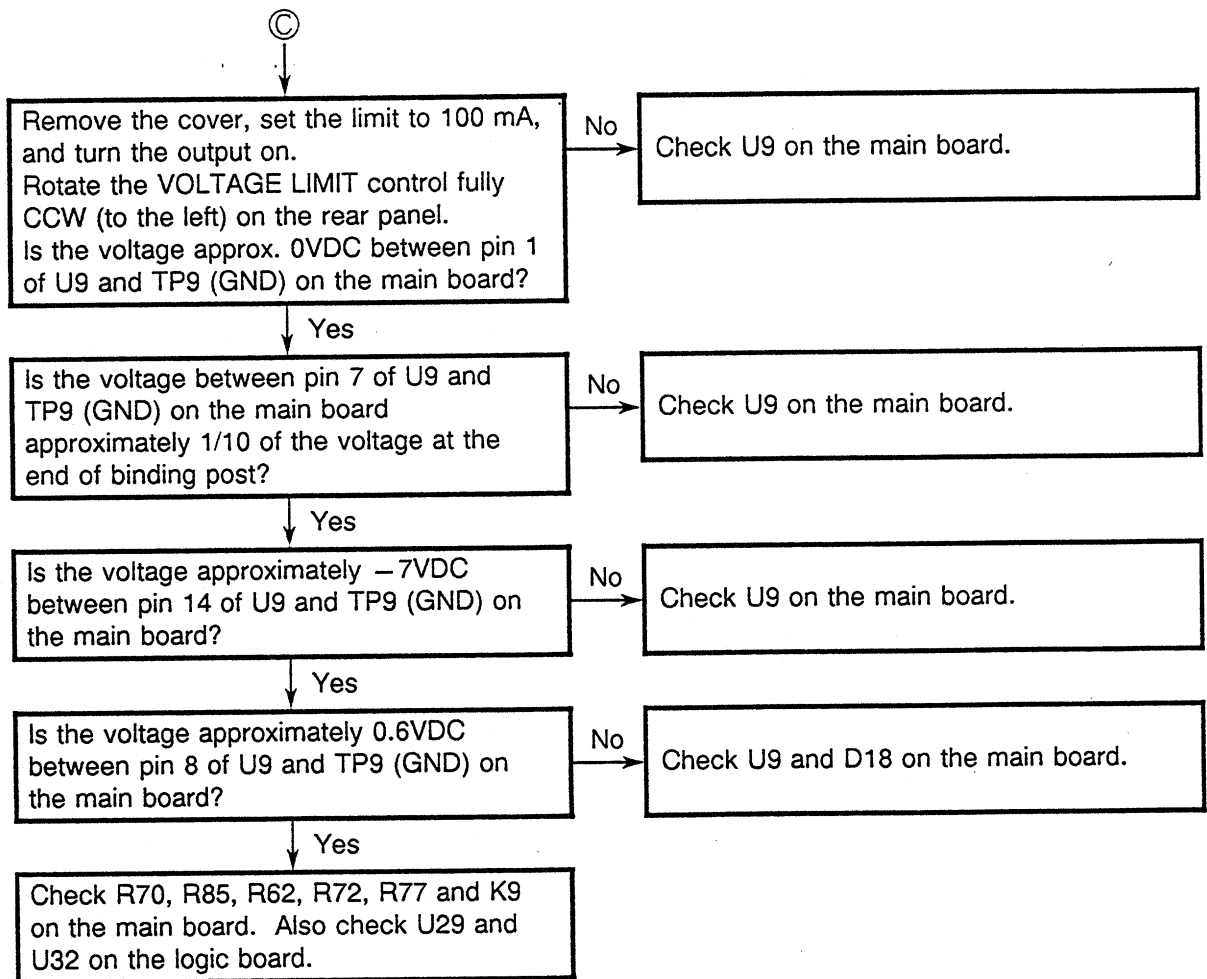 C
Remove the cover, set the limit to 100 mA,
and turn the output on.
Rotate the VOLTAGE LIMIT control fully
CCW (to the left) on the rear panel.
Is the voltage approx. 0VDC between pin 1
of U9 and TP9 (GND) on the main board?
No
Check U9 on the main board.
Yes
Is the voltage between pin 7 of U9 and
TP9 (GND) on the main board
approximately 1/10 of the voltage at the
end of binding post?
No
Check U9 on the main board.
Yes
Is the voltage approximately –7VDC
between pin 14 of U9 and TP9 (GND) on
the main board?
No
Check U9 on the main board.
Yes
Is the voltage approximately 0.6VDC
between pin 8 of U9 and TP9 (GND) on
the main board?
No
Check U9 and D18 on the main board.
Yes
Check R70, R85, R62, R72, R77 and K9
on the main board. Also check U29 and
U32 on the logic board.